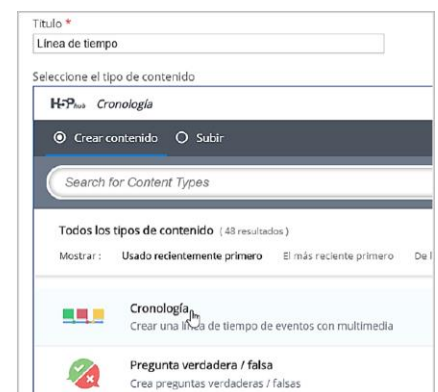 Título *
Línea de tiempo
Seleccione el tipo de contenido
H5P hub Cronología
Crear contenido Subir
Search for Content Types
Todos los tipos de contenido (48 resultados)
Mostrar: Usado recientemente primero El más reciente primero De
Cronología
Crear una línea de tiempo de eventos con multimedia
Pregunta verdadera / falsa
Crea preguntas verdaderas / falsas